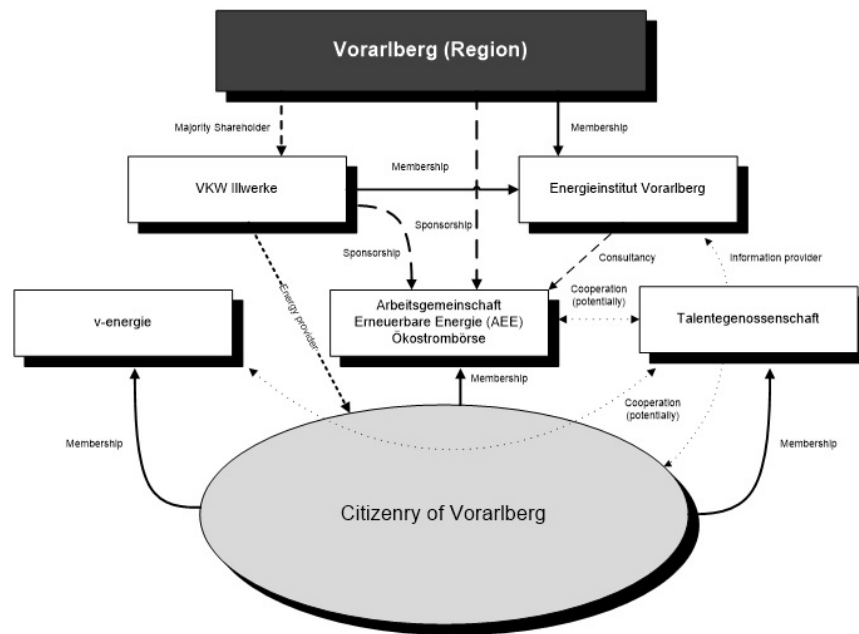 Vorarlberg (Region)
Majority Shareholder
Membership
VKW Illwerke
Membership
Energieinstitut Vorarlberg
Sponsorship
Sponsorship
Consultancy
Information provider
Energy provider
Cooperation
(potentially)
v-energie
Arbeitsgemeinschaft
Erneuerbare Energie (AEE)
Ökostrombörse
Talentegenossenschaft
Membership
Cooperation
(potentially)
Membership
Membership
Citizenry of Vorarlberg